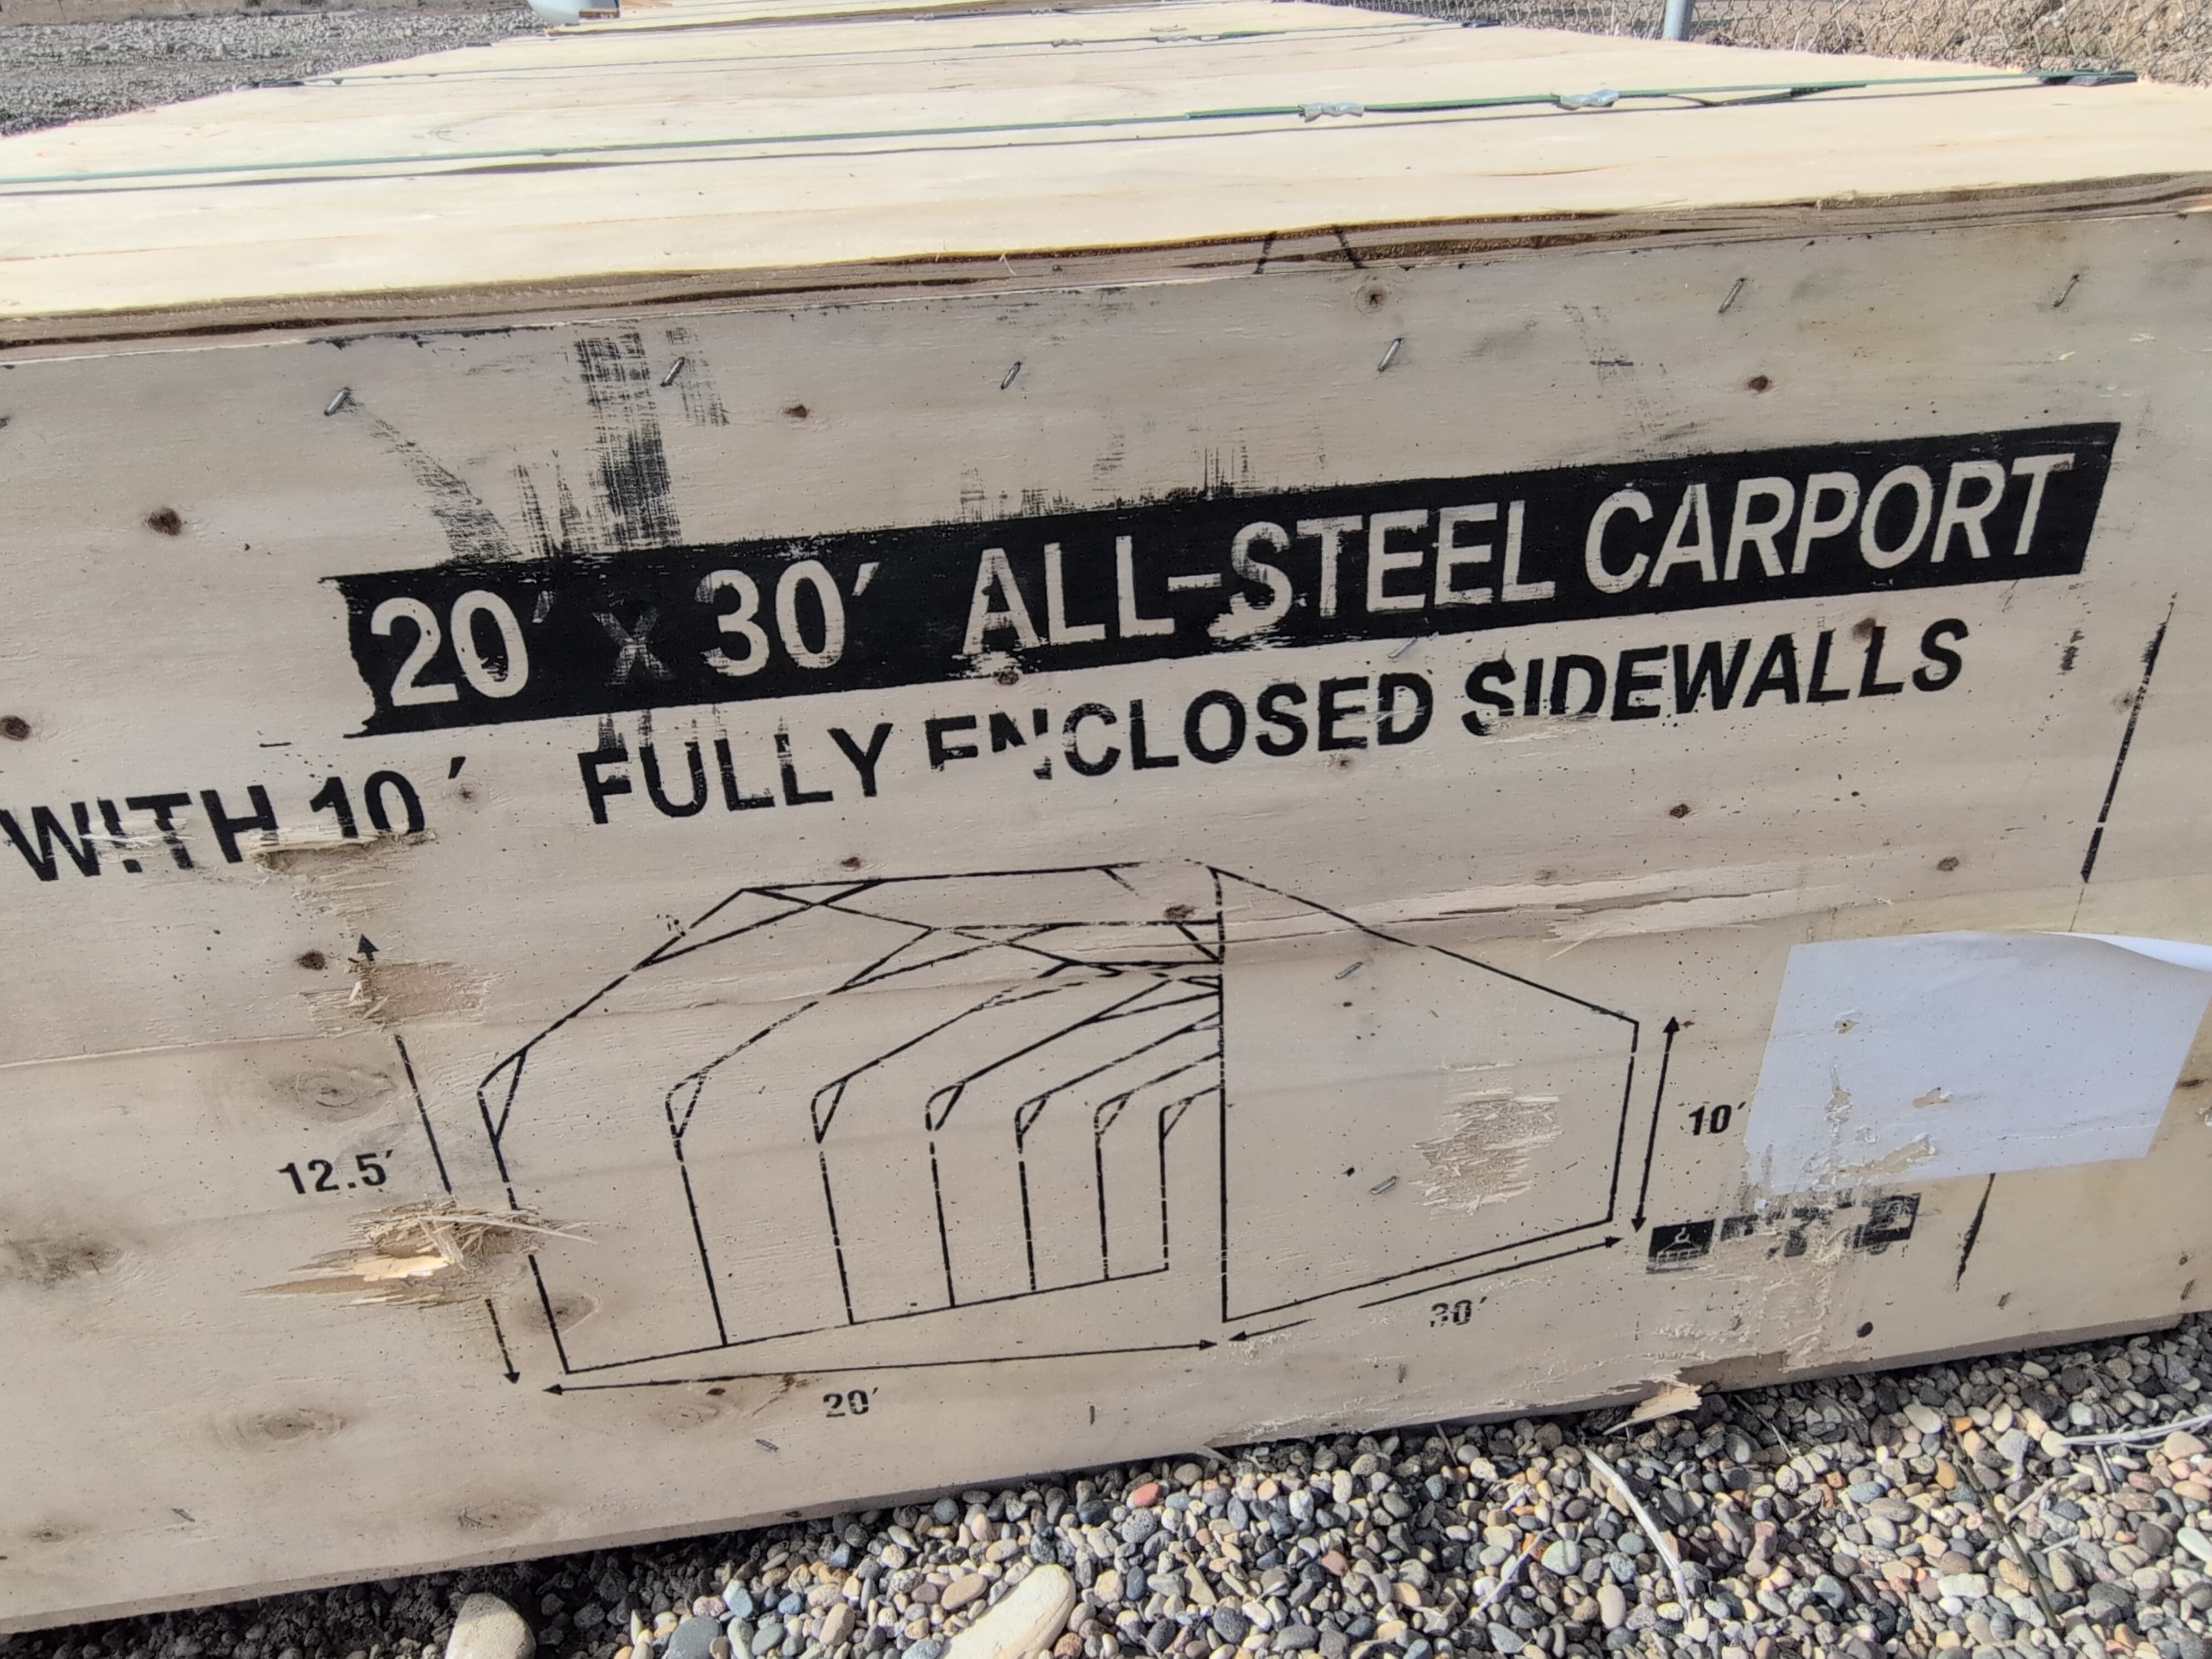 20' x 30' ALL-STEEL CARPORT
WITH 10' FULLY ENCLOSED SIDEWALLS
12.5'
10'
30'
20'